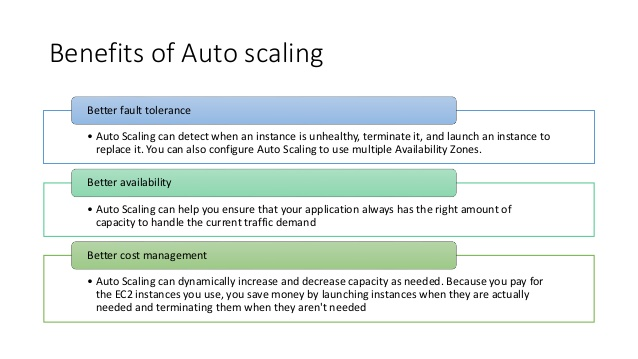 Benefits of Auto scaling
Better fault tolerance
• Auto Scaling can detect when an instance is unhealthy, terminate it, and launch an instance to
replace it. You can also configure Auto Scaling to use multiple Availability Zones.
Better availability
• Auto Scaling can help you ensure that your application always has the right amount of
capacity to handle the current traffic demand
Better cost management
• Auto Scaling can dynamically increase and decrease capacity as needed. Because you pay for
the EC2 instances you use, you save money by launching instances when they are actually
needed and terminating them when they aren't needed